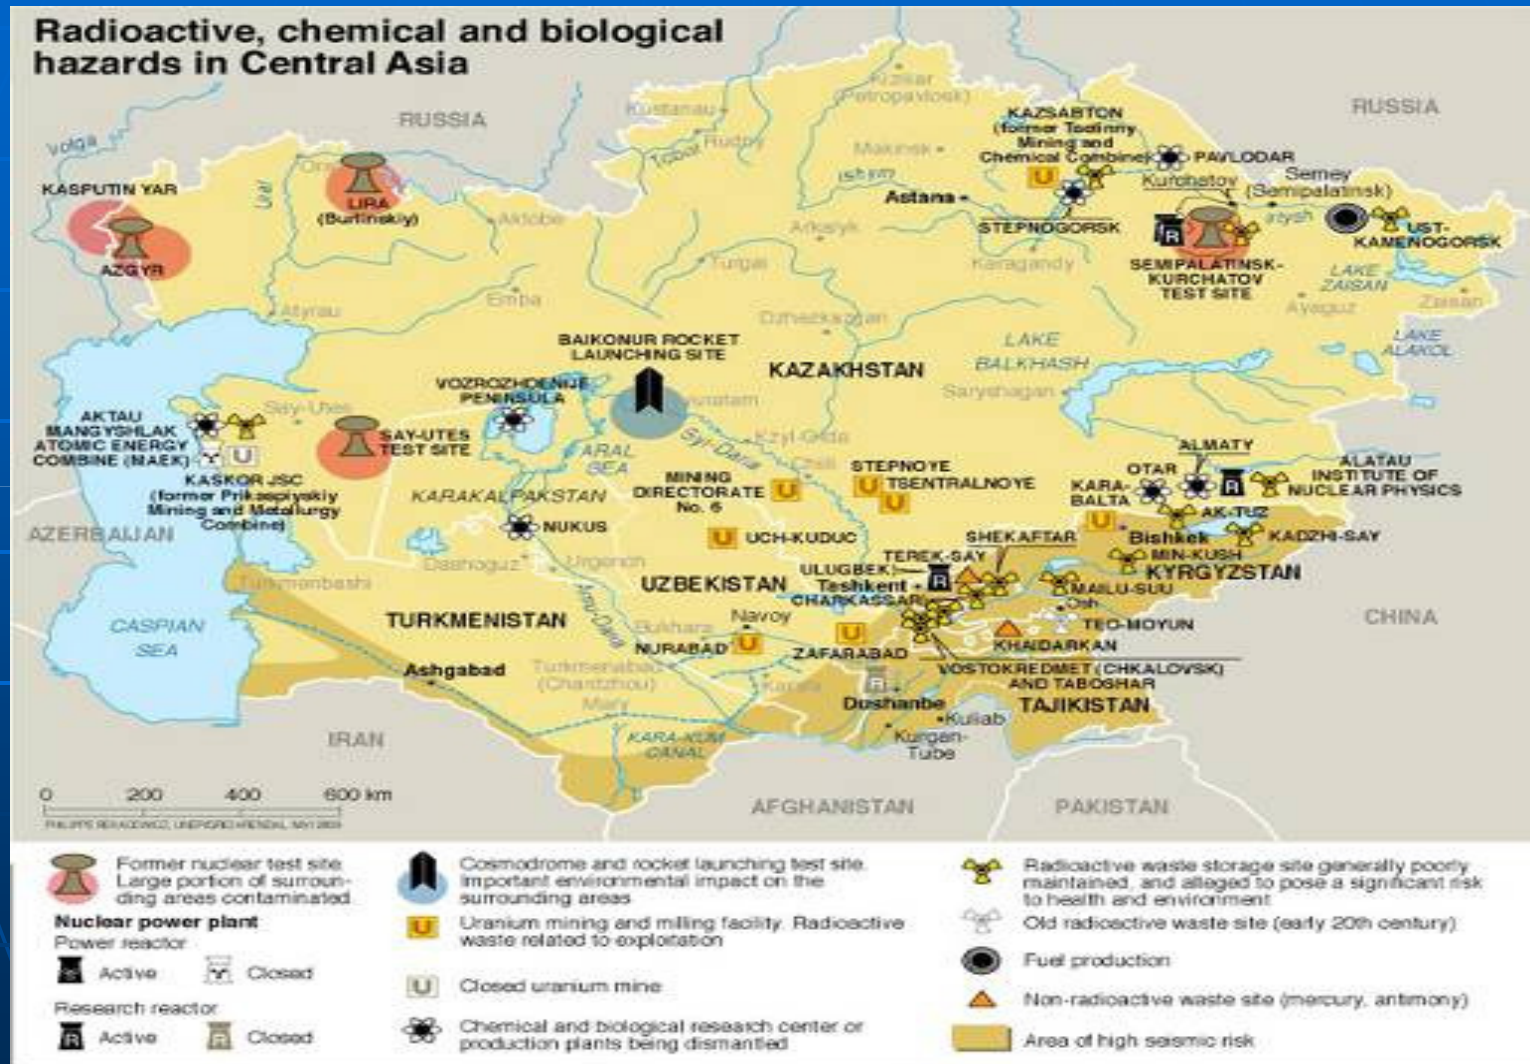 Radioactive, chemical and biological
hazards in Central Asia
RUSSIA
RUSSIA
Volga
Ural
Kustanau
Tobol
Rudny
(Petropavlosk)
Makinsk
Ishym
Astana
Arkalyk
KAZSABTON
(former Tselinny
Mining and
Chemical Combine)
PAVLODAR
Kurchatov
Semey
(Semipalatinsk)
Irtysh
STEPNOGORSK
Karagandy
UST-
KAMENOGORSK
SEMIPALATINSK-
KURCHATOV
TEST SITE
LAKE
ZAISAN
Ayaguz
Zaisan
LAKE
ALAKOL
KASPUTIN YAR
AZGYR
LIRA
(Burlinskiy)
Aktobe
Turgai
Emba
Atyrau
Dzhezkazgan
BAIKONUR ROCKET
LAUNCHING SITE
KAZAKHSTAN
LAKE
BALKHASH
Saryshagan
VOZROZHDENIJE
PENINSULA
Say-Utes
AKTAU
MANGYSHLAK
ATOMIC ENERGY
COMBINE (MAEK)
SAY-UTES
TEST SITE
ARAL
SEA
Syr-Daria
Kzyl-Orda
KASKOR JSC
(former Prikaspiyskiy
Mining and Metallurgy
Combine)
KARAKALPAKSTAN
MINING
DIRECTORATE
No. 6
STEPNOYE
TSENTRALNOYE
ALMATY
OTAR
KARA-
BALTA
ALATAU
INSTITUTE OF
NUCLEAR PHYSICS
AK-TUZ
KADZHI-SAY
Bishkek
MIN-KUSH
KYRGYZSTAN
AZERBAIJAN
NUKUS
UCH-KUDUC
SHEKAFTAR
TEREK-SAY
ULUGBEK
Tashkent
CHARKASSAR
MAILU-SUU
Osh
TEO-MOYUN
KHAIDARKAN
Dashoguz
Urgench
Turkmenbashi
UZBEKISTAN
TURKMENISTAN
Amu-Daria
Bukhara
Navoy
NURABAD
ZAFARABAD
VOSTOKREDMET (CHKALOVSK)
AND TABOSHAR
CHINA
CASPIAN
SEA
Ashgabad
Turkmenabad
(Chardzhou)
Mary
Dushanbe
TAJIKISTAN
Kuliab
Kurgan-
Tube
IRAN
KARA-KUM
CANAL
AFGHANISTAN
PAKISTAN
0 200 400 600 km
Former nuclear test site.
Large portion of surroun-
ding areas contaminated.
Nuclear power plant
Power reactor
Active Closed
Research reactor
Active Closed
Cosmodrome and rocket launching test site.
Important environmental impact on the
surrounding areas
U Uranium mining and milling facility. Radioactive
waste related to exploitation
U Closed uranium mine
Chemical and biological research center or
production plants being dismantled
Radioactive waste storage site generally poorly
maintained, and alleged to pose a significant risk
to health and environment
Old radioactive waste site (early 20th century)
Fuel production
Non-radioactive waste site (mercury, antimony)
Area of high seismic risk